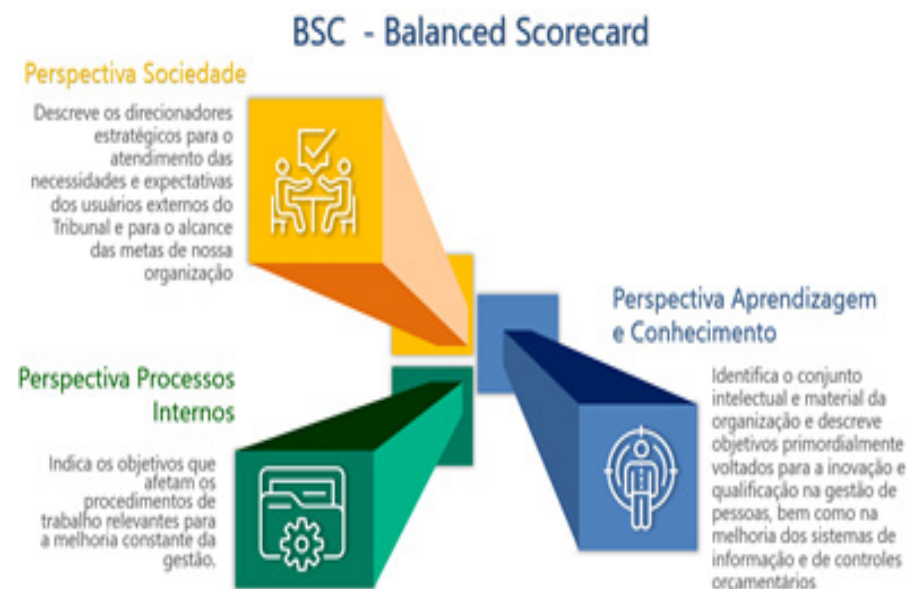 BSC - Balanced Scorecard
Perspectiva Sociedade
Descreve os direcionadores
estratégicos para o
atendimento das
necessidades e expectativas
dos usuários externos do
Tribunal e para o alcance
das metas de nossa
organização
Perspectiva Aprendizagem
e Conhecimento
Identifica o conjunto
intelectual e material da
organização e descreve
objetivos primordialmente
voltados para a inovação e
qualificação na gestão de
pessoas, bem como na
melhoria dos sistemas de
informação e de controles
orçamentários
Perspectiva Processos
Internos
Indica os objetivos que
afetam os
procedimentos de
trabalho relevantes para
a melhoria constante da
gestão.